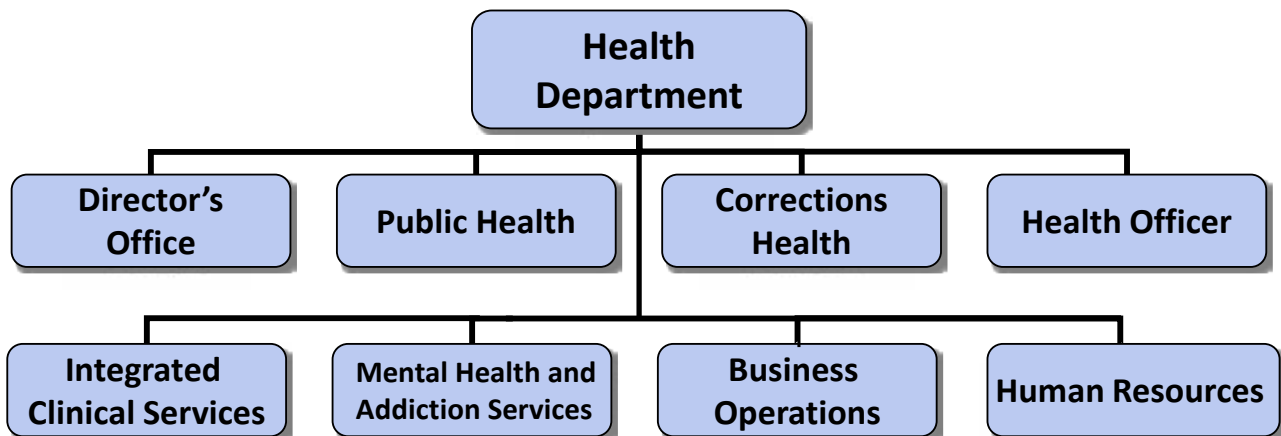 Health
Department
Director’s
Office
Public Health
Corrections
Health
Health Officer
Integrated
Clinical Services
Mental Health and
Addiction Services
Business
Operations
Human Resources